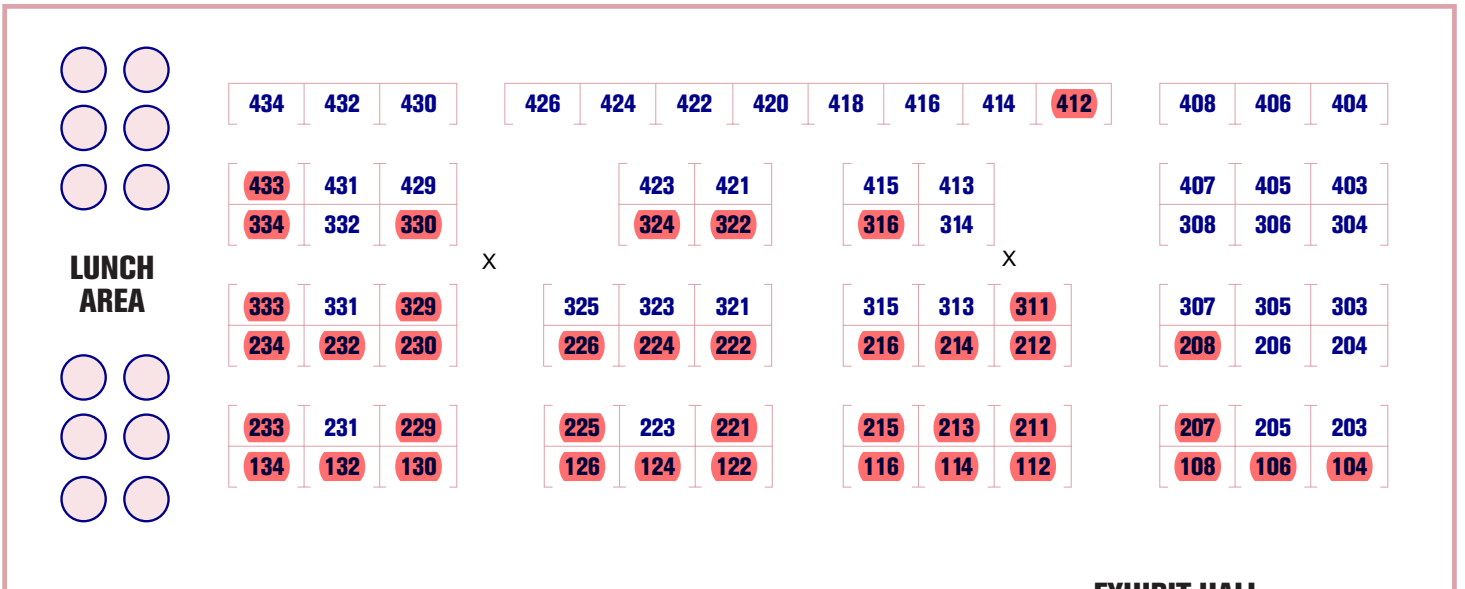 434 432 430 426 424 422 420 418 416 414 412 408 406 404
433 431 429 423 421 415 413 407 405 403
334 332 330 324 322 316 314 308 306 304
X X
LUNCH
AREA
333 331 329 325 323 321 315 313 311 307 305 303
234 232 230 226 224 222 216 214 212 208 206 204
233 231 229 225 223 221 215 213 211 207 205 203
134 132 130 126 124 122 116 114 112 108 106 104
EXHIBIT HALL